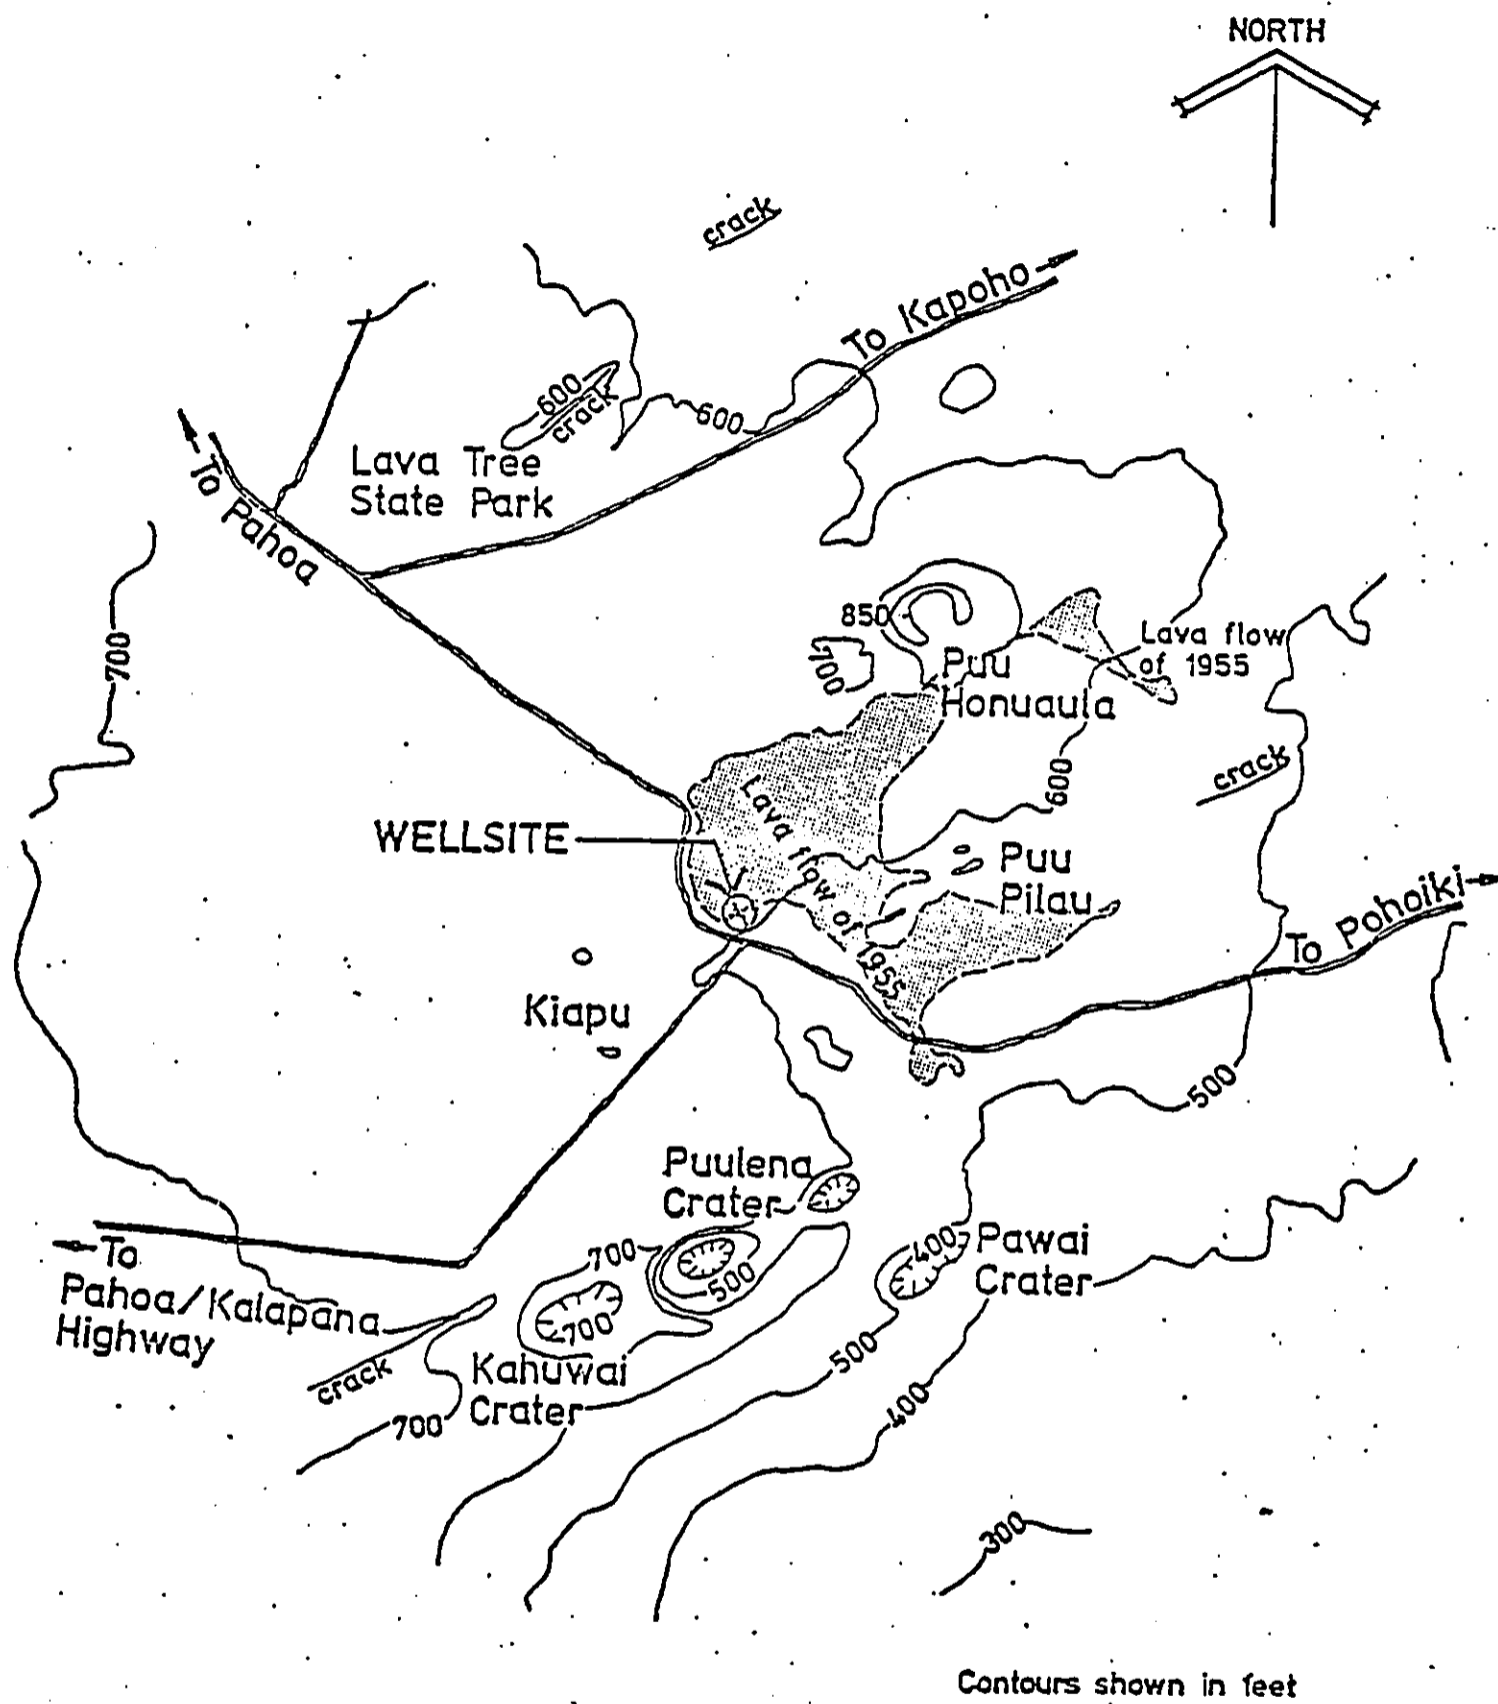 NORTH
crack
To Kapoho
600
crack
600
Lava Tree
State Park
To Pahoa
700
850
700
Puu
Honuaula
Lava flow
of 1955
crack
600
Lava flow of 1955
WELLSITE
Puu
Pilau
To Pohoiki
Kiapu
500
Puulena
Crater
700
500
400
Pawai
Crater
To
Pahoa/Kalapana
Highway
700
crack
Kahuwai
Crater
700
500
400
300
Contours shown in feet